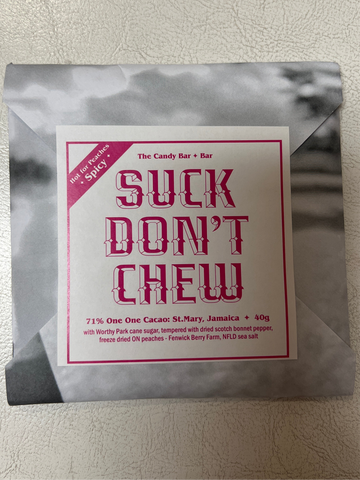 Hot for Peaches
• Spicy •
The Candy Bar + Bar
SUCK
DON'T
CHEW
71% One One Cacao: St.Mary, Jamaica + 40g
with Worthy Park cane sugar, tempered with dried scotch bonnet pepper,
freeze dried ON peaches - Fenwick Berry Farm, NFLD sea salt